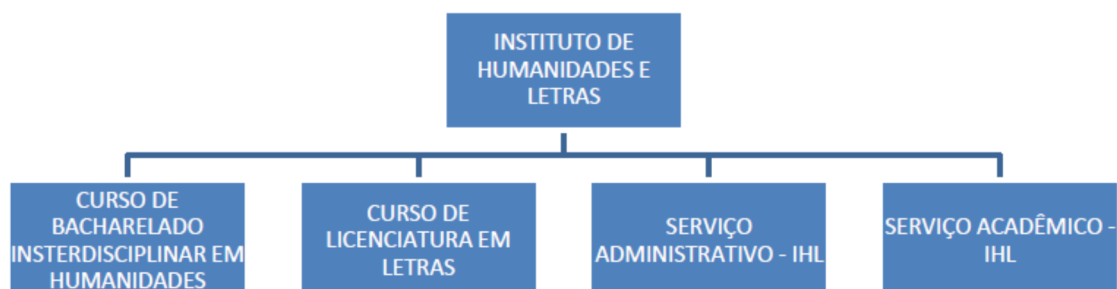 INSTITUTO DE
HUMANIDADES E
LETRAS
CURSO DE
BACHARELADO
INSTERDISCIPLINAR EM
HUMANIDADES
CURSO DE
LICENCIATURA EM
LETRAS
SERVIÇO
ADMINISTRATIVO - IHL
SERVIÇO ACADÊMICO -
IHL